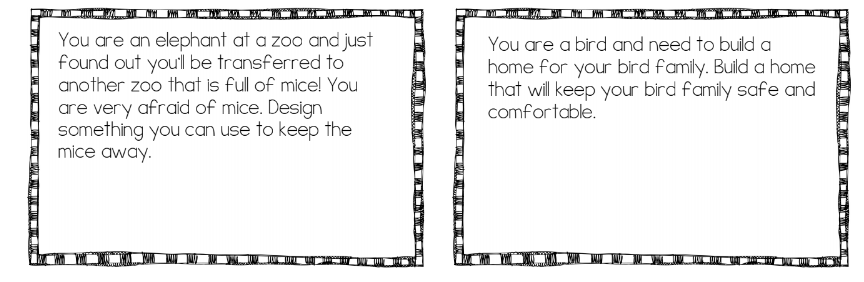 You are an elephant at a zoo and just
found out you'll be transferred to
another zoo that is full of mice! You
are very afraid of mice. Design
something you can use to keep the
mice away.
You are a bird and need to build a
home for your bird family. Build a home
that will keep your bird family safe and
comfortable.